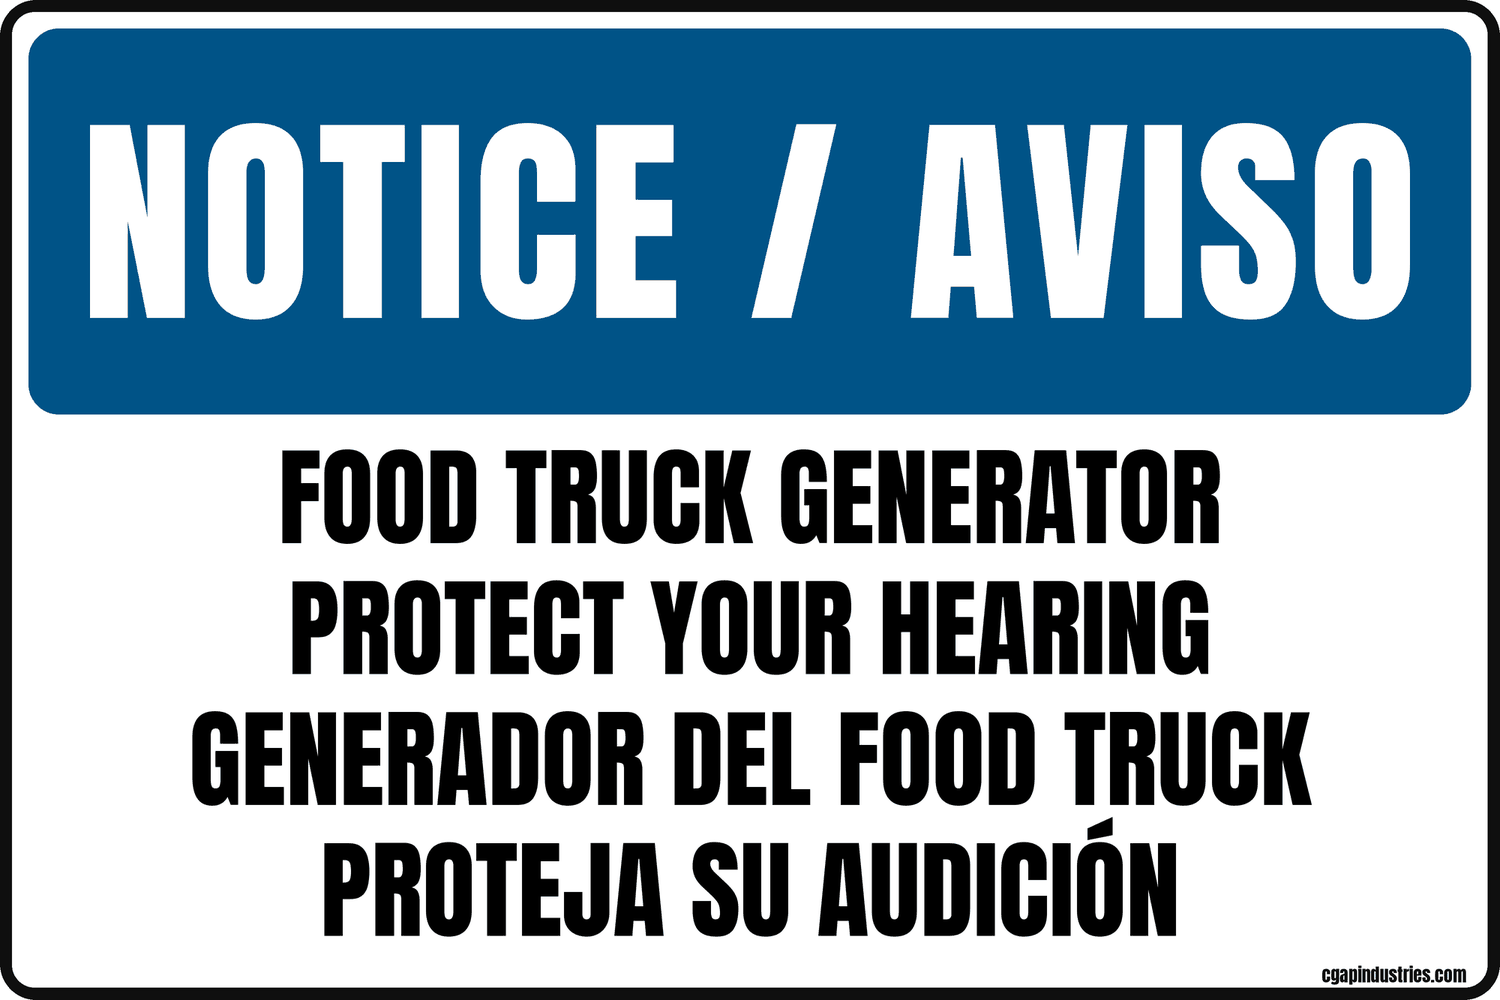 NOTICE / AVISO
FOOD TRUCK GENERATOR
PROTECT YOUR HEARING
GENERADOR DEL FOOD TRUCK
PROTEJA SU AUDICIÓN
cgapindustries.com